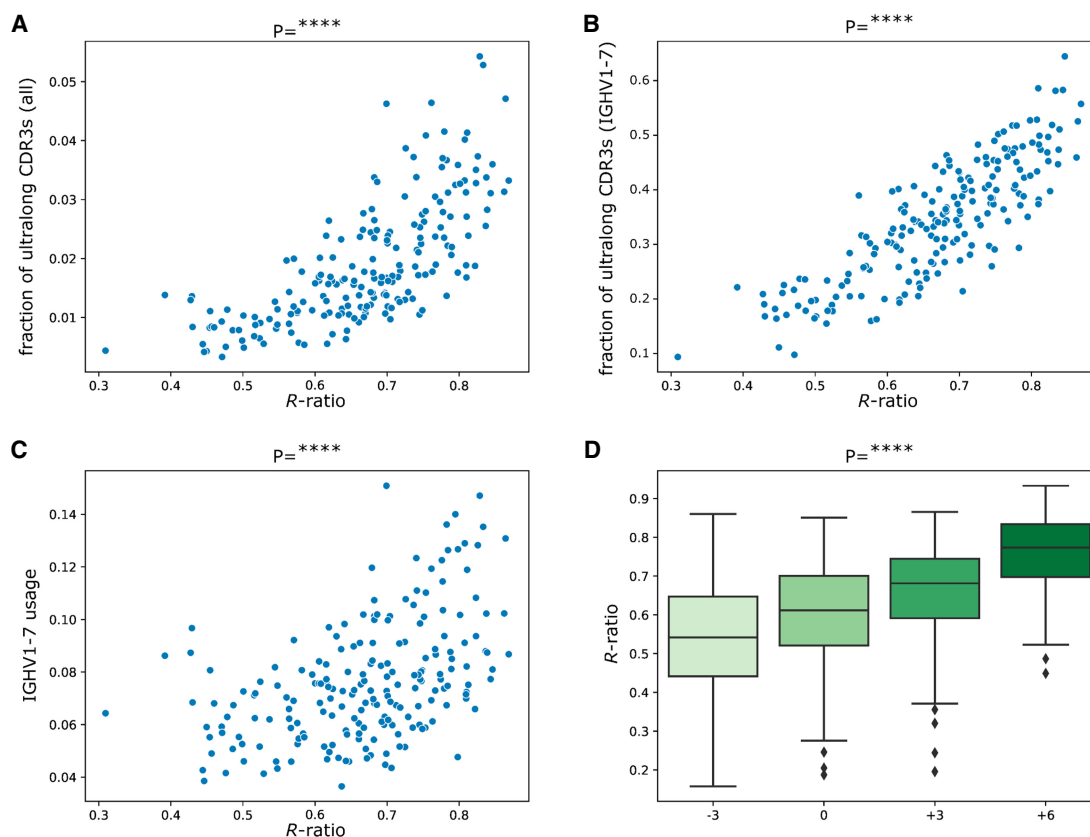 A
P=****
fraction of ultralong CDR3s (all)
0.05
0.04
0.03
0.02
0.01
0.3 0.4 0.5 0.6 0.7 0.8
R-ratio
B
P=****
fraction of ultralong CDR3s (IGHV1-7)
0.6
0.5
0.4
0.3
0.2
0.1
0.3 0.4 0.5 0.6 0.7 0.8
R-ratio
C
P=****
IGHV1-7 usage
0.14
0.12
0.10
0.08
0.06
0.04
0.3 0.4 0.5 0.6 0.7 0.8
R-ratio
D
P=****
R-ratio
0.9
0.8
0.7
0.6
0.5
0.4
0.3
0.2
-3 0 +3 +6